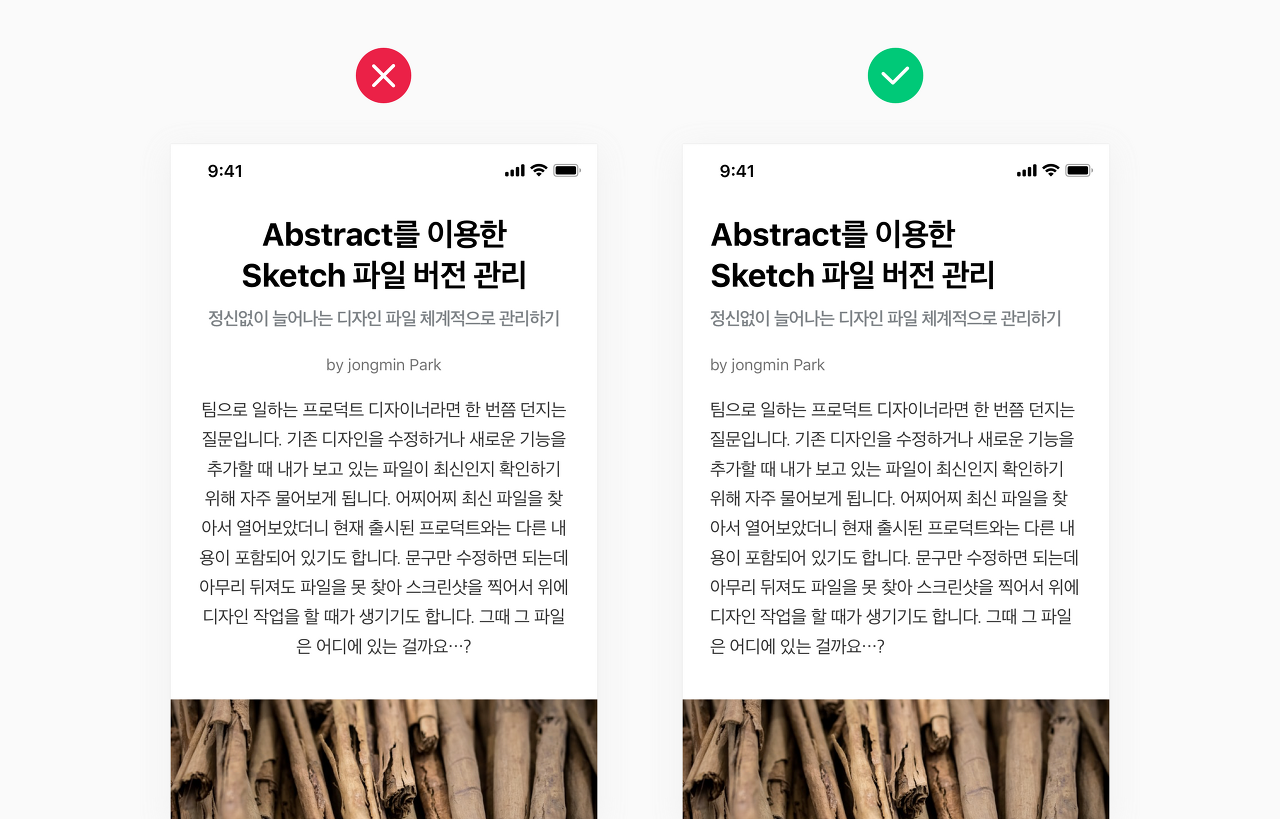 9:41
Abstract를 이용한
Sketch 파일 버전 관리
정신없이 늘어나는 디자인 파일 체계적으로 관리하기
by jongmin Park
팀으로 일하는 프로덕트 디자이너라면 한 번쯤 던지는
질문입니다. 기존 디자인을 수정하거나 새로운 기능을
추가할 때 내가 보고 있는 파일이 최신인지 확인하기
위해 자주 물어보게 됩니다. 어찌어찌 최신 파일을 찾
아서 열어보았더니 현재 출시된 프로덕트와는 다른 내
용이 포함되어 있기도 합니다. 문구만 수정하면 되는데
아무리 뒤져도 파일을 못 찾아 스크린샷을 찍어서 위에
디자인 작업을 할 때가 생기기도 합니다. 그때 그 파일
은 어디에 있는 걸까요…?
9:41
Abstract를 이용한
Sketch 파일 버전 관리
정신없이 늘어나는 디자인 파일 체계적으로 관리하기
by jongmin Park
팀으로 일하는 프로덕트 디자이너라면 한 번쯤 던지는
질문입니다. 기존 디자인을 수정하거나 새로운 기능을
추가할 때 내가 보고 있는 파일이 최신인지 확인하기
위해 자주 물어보게 됩니다. 어찌어찌 최신 파일을 찾
아서 열어보았더니 현재 출시된 프로덕트와는 다른 내
용이 포함되어 있기도 합니다. 문구만 수정하면 되는데
아무리 뒤져도 파일을 못 찾아 스크린샷을 찍어서 위에
디자인 작업을 할 때가 생기기도 합니다. 그때 그 파일
은 어디에 있는 걸까요…?